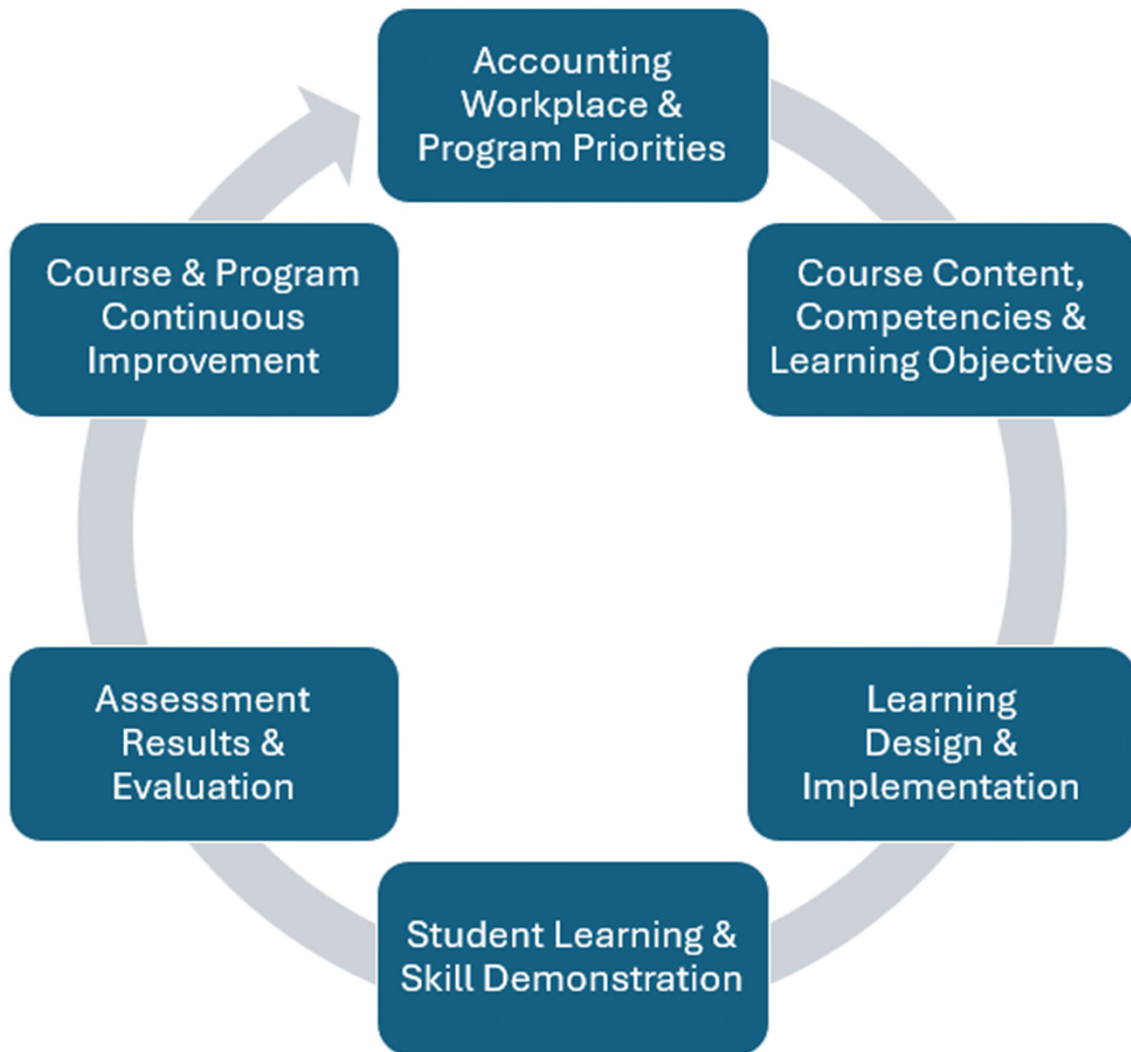 Accounting
Workplace &
Program Priorities
Course Content,
Competencies &
Learning Objectives
Learning
Design &
Implementation
Student Learning &
Skill Demonstration
Assessment
Results &
Evaluation
Course & Program
Continuous
Improvement